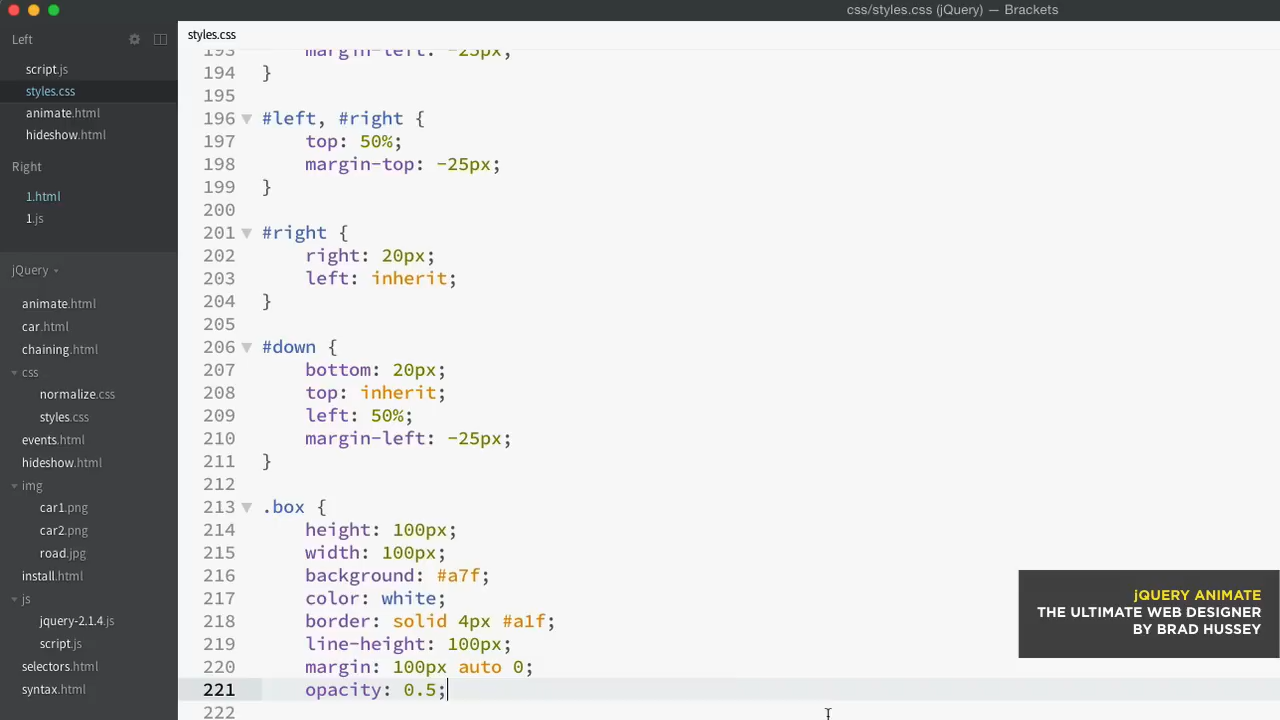 css/styles.css (jQuery) — Brackets
Left
script.js
styles.css
animate.html
hideshow.html
Right
1.html
1.js
jQuery
animate.html
car.html
chaining.html
css
normalize.css
styles.css
events.html
hideshow.html
img
car1.png
car2.png
road.jpg
install.html
js
jquery-2.1.4.js
script.js
selectors.html
syntax.html
styles.css
193 margin-left: -25px;
194 }
195
196 #left, #right {
197 top: 50%;
198 margin-top: -25px;
199 }
200
201 #right {
202 right: 20px;
203 left: inherit;
204 }
205
206 #down {
207 bottom: 20px;
208 top: inherit;
209 left: 50%;
210 margin-left: -25px;
211 }
212
213 .box {
214 height: 100px;
215 width: 100px;
216 background: #a7f;
217 color: white;
218 border: solid 4px #a1f;
219 line-height: 100px;
220 margin: 100px auto 0;
221 opacity: 0.5;
222
jQUERY ANIMATE
THE ULTIMATE WEB DESIGNER
BY BRAD HUSSEY